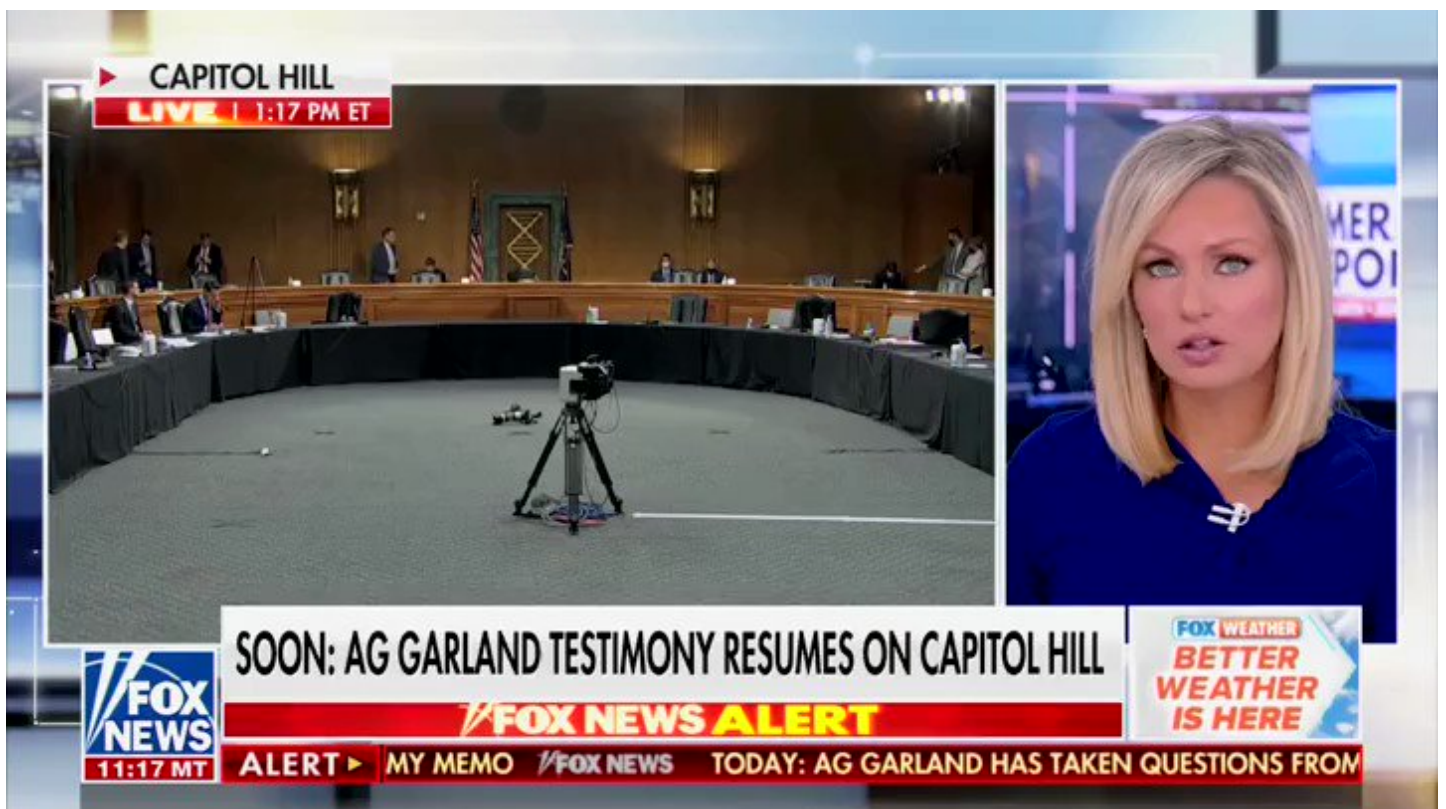 CAPITOL HILL
LIVE | 1:17 PM ET
MER
POI
SOON: AG GARLAND TESTIMONY RESUMES ON CAPITOL HILL
FOX WEATHER
BETTER
WEATHER
IS HERE
FOX NEWS ALERT
FOX
NEWS
11:17 MT
ALERT MY MEMO FOX NEWS TODAY: AG GARLAND HAS TAKEN QUESTIONS FROM